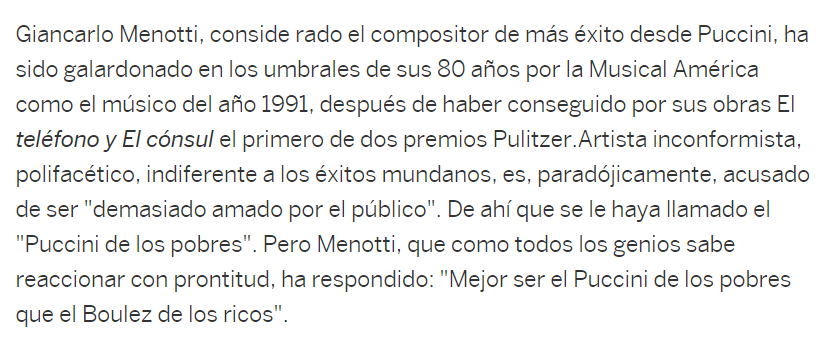 Giancarlo Menotti, conside rado el compositor de más éxito desde Puccini, ha
sido galardonado en los umbrales de sus 80 años por la Musical América
como el músico del año 1991, después de haber conseguido por sus obras El
teléfono y El cónsul el primero de dos premios Pulitzer.Artista inconformista,
polifacético, indiferente a los éxitos mundanos, es, paradójicamente, acusado
de ser "demasiado amado por el público". De ahí que se le haya llamado el
"Puccini de los pobres". Pero Menotti, que como todos los genios sabe
reaccionar con prontitud, ha respondido: "Mejor ser el Puccini de los pobres
que el Boulez de los ricos".